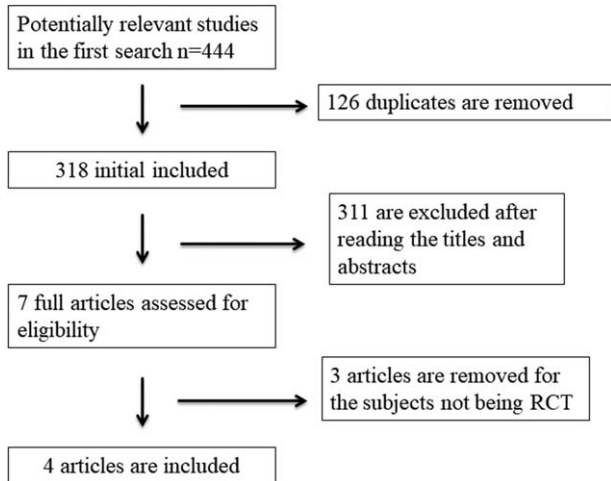 Potentially relevant studies
in the first search n=444
126 duplicates are removed
318 initial included
311 are excluded after
reading the titles and
abstracts
7 full articles assessed for
eligibility
3 articles are removed for
the subjects not being RCT
4 articles are included